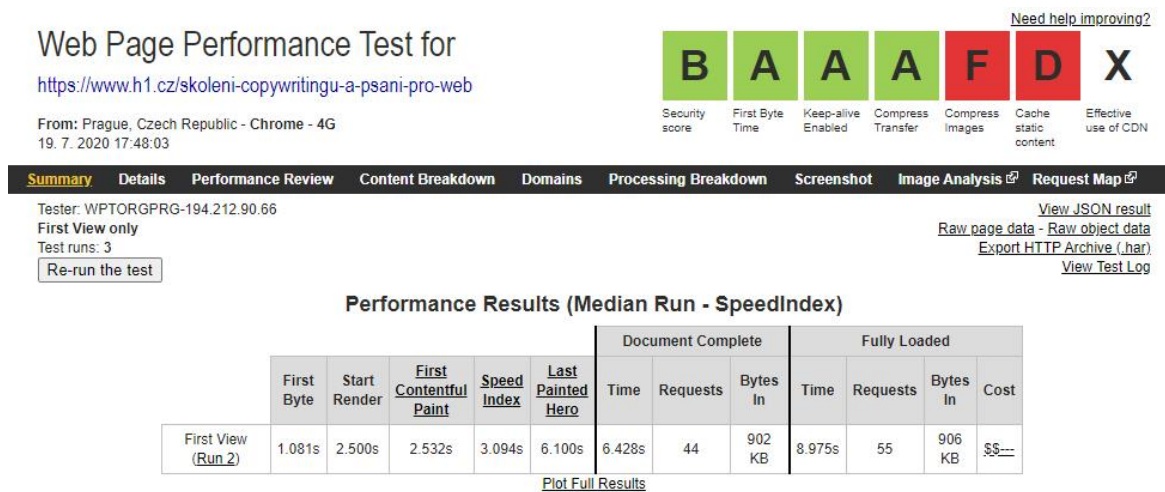 Need help improving?
Web Page Performance Test for
https://www.h1.cz/skoleni-copywritingu-a-psani-pro-web
From: Prague, Czech Republic - Chrome - 4G
19. 7. 2020 17:48:03
B A A A F D X
Security score
First Byte Time
Keep-alive Enabled
Compress Transfer
Compress Images
Cache static content
Effective use of CDN
Summary Details Performance Review Content Breakdown Domains Processing Breakdown Screenshot Image Analysis Request Map
Tester: WPTORGPRG-194.212.90.66
First View only
Test runs: 3
Re-run the test
View JSON result
Raw page data - Raw object data
Export HTTP Archive (.har)
View Test Log
Performance Results (Median Run - SpeedIndex)
Document Complete Fully Loaded
First Byte Start Render First Contentful Paint Speed Index Last Painted Hero Time Requests Bytes In Time Requests Bytes In Cost
First View (Run 2) 1.081s 2.500s 2.532s 3.094s 6.100s 6.428s 44 902 KB 8.975s 55 906 KB $$---
Plot Full Results